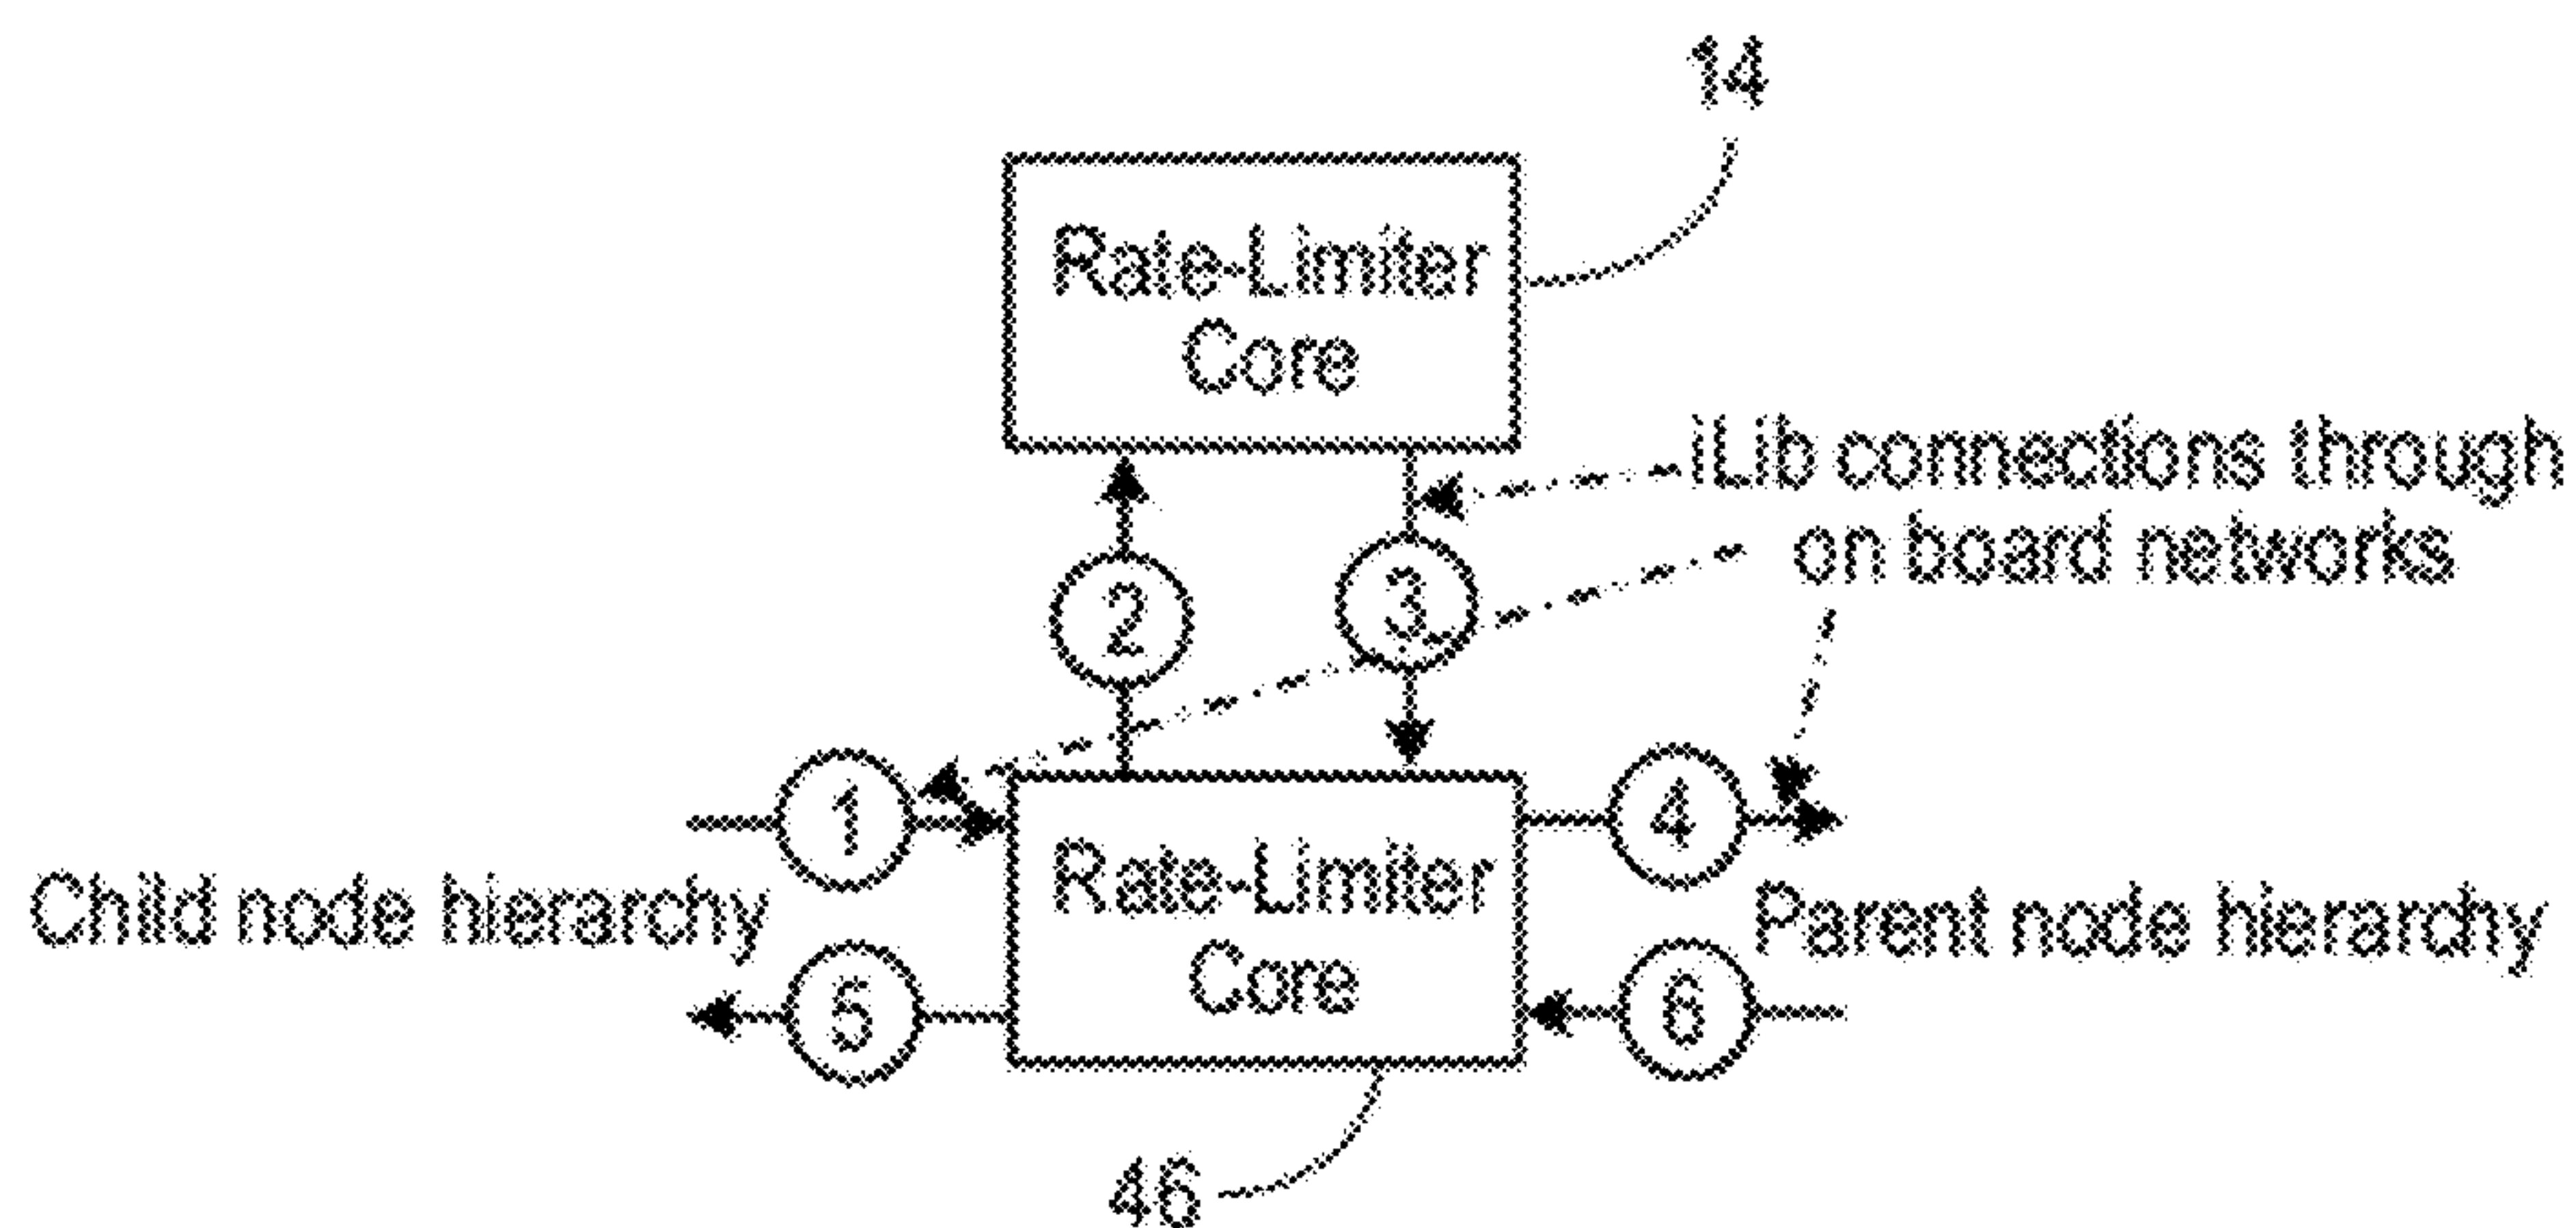 14
Rate-Limiter
Core
iLib connections through
on board networks
2
3
1
4
Rate-Limiter
Core
Child node hierarchy
Parent node hierarchy
5
6
46